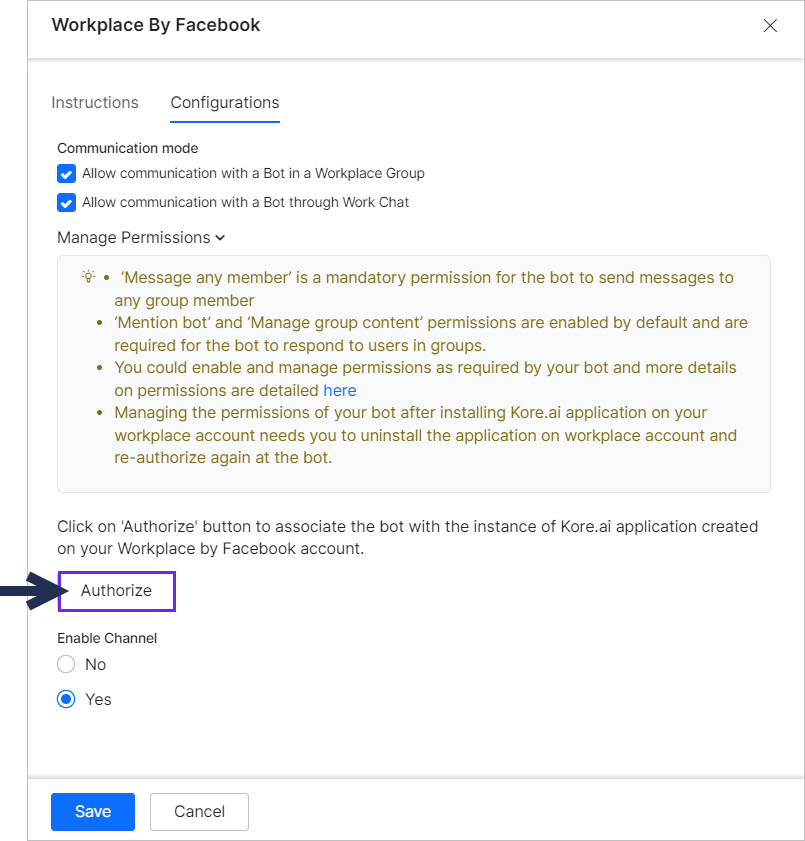 Workplace By Facebook
Instructions Configurations
Communication mode
Allow communication with a Bot in a Workplace Group
Allow communication with a Bot through Work Chat
Manage Permissions
• ‘Message any member’ is a mandatory permission for the bot to send messages to
any group member
• ‘Mention bot’ and ‘Manage group content’ permissions are enabled by default and are
required for the bot to respond to users in groups.
• You could enable and manage permissions as required by your bot and more details
on permissions are detailed here
• Managing the permissions of your bot after installing Kore.ai application on your
workplace account needs you to uninstall the application on workplace account and
re-authorize again at the bot.
Click on 'Authorize' button to associate the bot with the instance of Kore.ai application created
on your Workplace by Facebook account.
Authorize
Enable Channel
No
Yes
Save Cancel